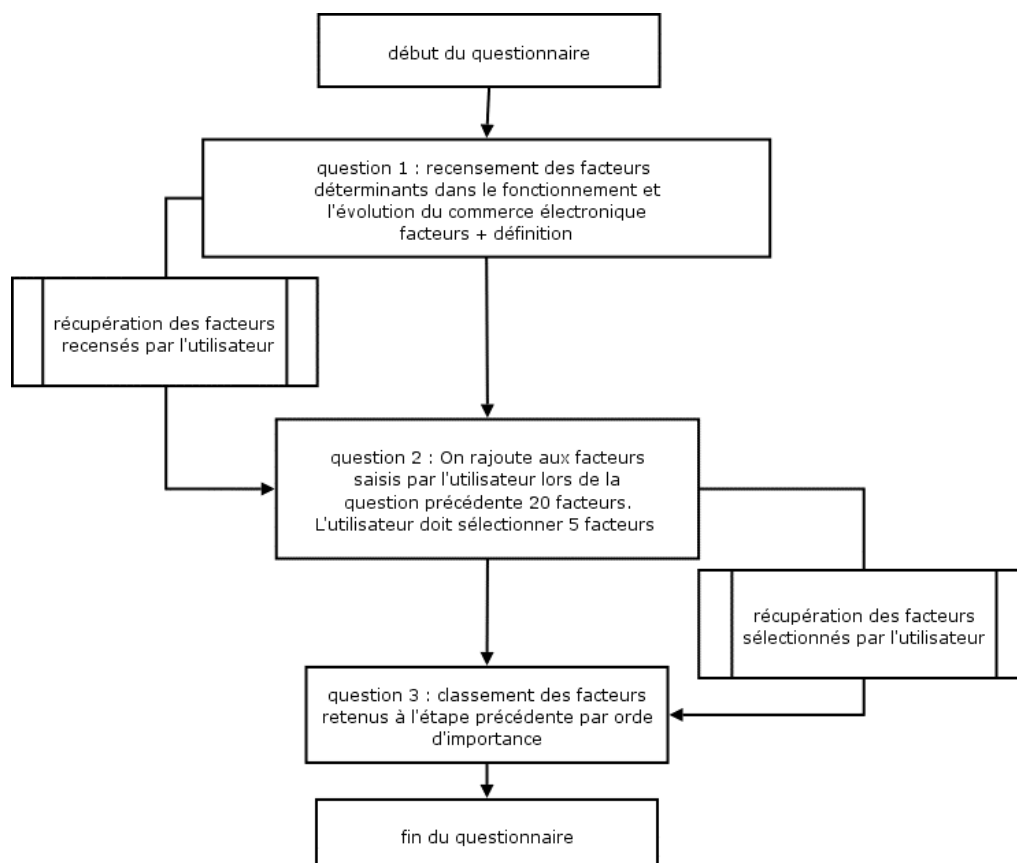 début du questionnaire
question 1 : recensement des facteurs
déterminants dans le fonctionnement et
l'évolution du commerce électronique
facteurs + définition
récupération des facteurs
recensés par l'utilisateur
question 2 : On rajoute aux facteurs
saisis par l'utilisateur lors de la
question précédente 20 facteurs.
L'utilisateur doit sélectionner 5 facteurs
récupération des facteurs
sélectionnés par l'utilisateur
question 3 : classement des facteurs
retenus à l'étape précédente par orde
d'importance
fin du questionnaire